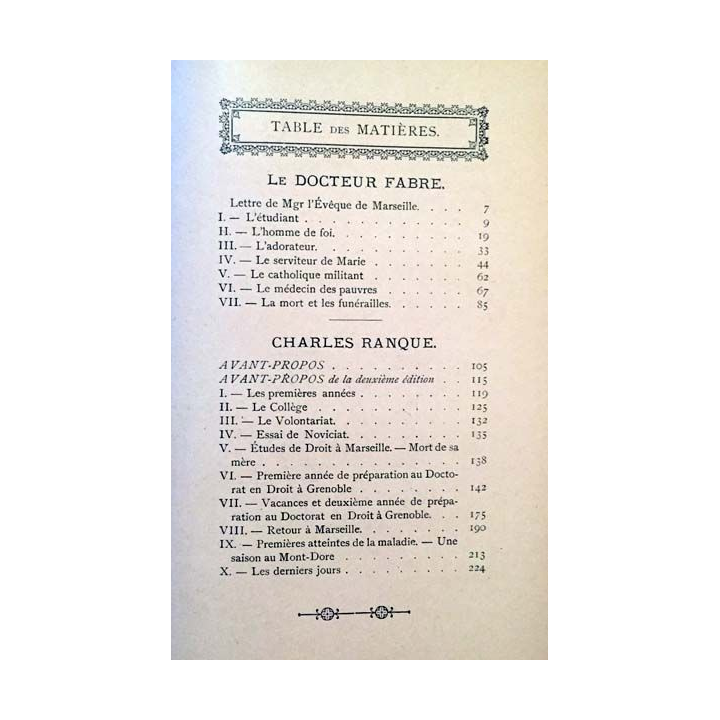 TABLE DES MATIÈRES.
LE DOCTEUR FABRE.
Lettre de Mgr l'Évêque de Marseille. . . . 7
I. — L'étudiant . . . . . . . . . . 9
II. — L'homme de foi. . . . . . . . . 19
III. — L'adorateur. . . . . . . . . . 33
IV. — Le serviteur de Marie . . . . . . . 44
V. — Le catholique militant . . . . . . . 62
VI. — Le médecin des pauvres . . . . . . 67
VII. — La mort et les funérailles. . . . . . 85
CHARLES RANQUE.
AVANT-PROPOS . . . . . . . . . . 105
AVANT-PROPOS de la deuxième édition . . 115
I. — Les premières années . . . . . . . 119
II. — Le Collège . . . . . . . . . . 125
III. — Le Volontariat. . . . . . . . . 132
IV. — Essai de Noviciat. . . . . . . . 135
V. — Études de Droit à Marseille. — Mort de sa
mère . . . . . . . . . . . . . 138
VI. — Première année de préparation au Docto-
rat en Droit à Grenoble . . . . . . . . 142
VII. — Vacances et deuxième année de prépa-
ration au Doctorat en Droit à Grenoble. . . 175
VIII. — Retour à Marseille. . . . . . . . 190
IX. — Premières atteintes de la maladie. — Une
saison au Mont-Dore . . . . . . . . 213
X. — Les derniers jours . . . . . . . . 224